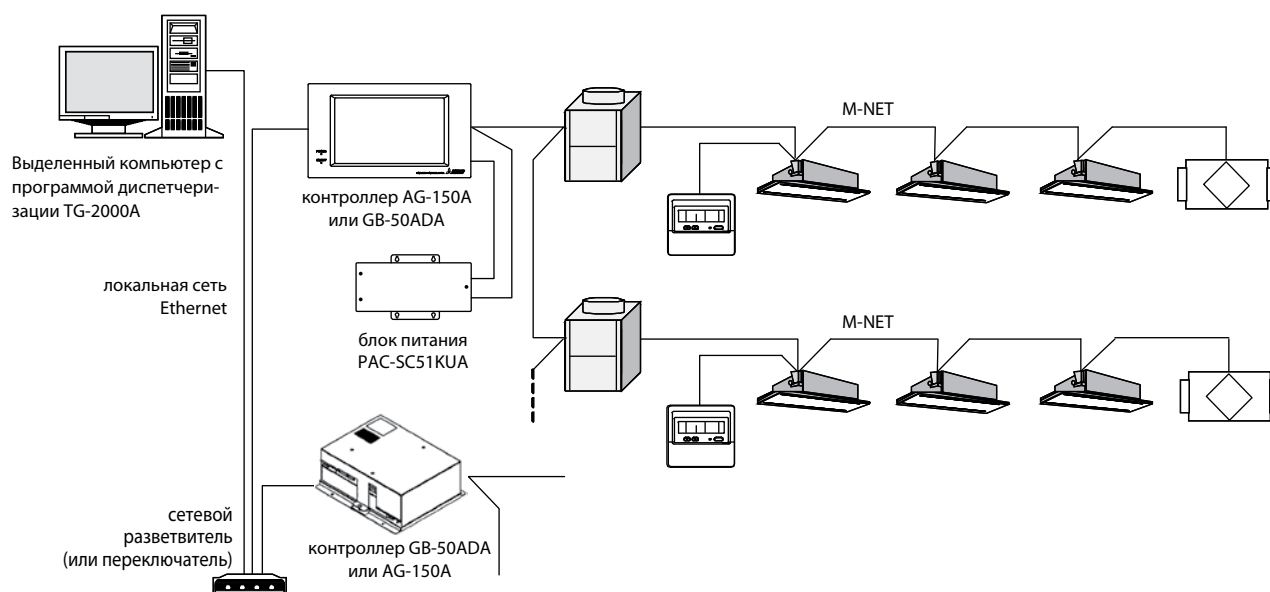 Выделенный компьютер с
программой диспетчери-
зации TG-2000A
контроллер AG-150A
или GB-50ADA
M-NET
локальная сеть
Ethernet
блок питания
PAC-SC51KUA
M-NET
сетевой
разветвитель
(или переключатель)
контроллер GB-50ADA
или AG-150A